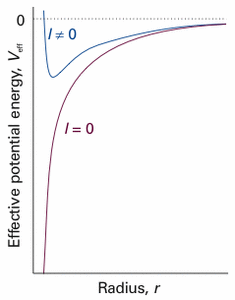 0
l ≠ 0
l = 0
Effective potential energy, Veff
Radius, r